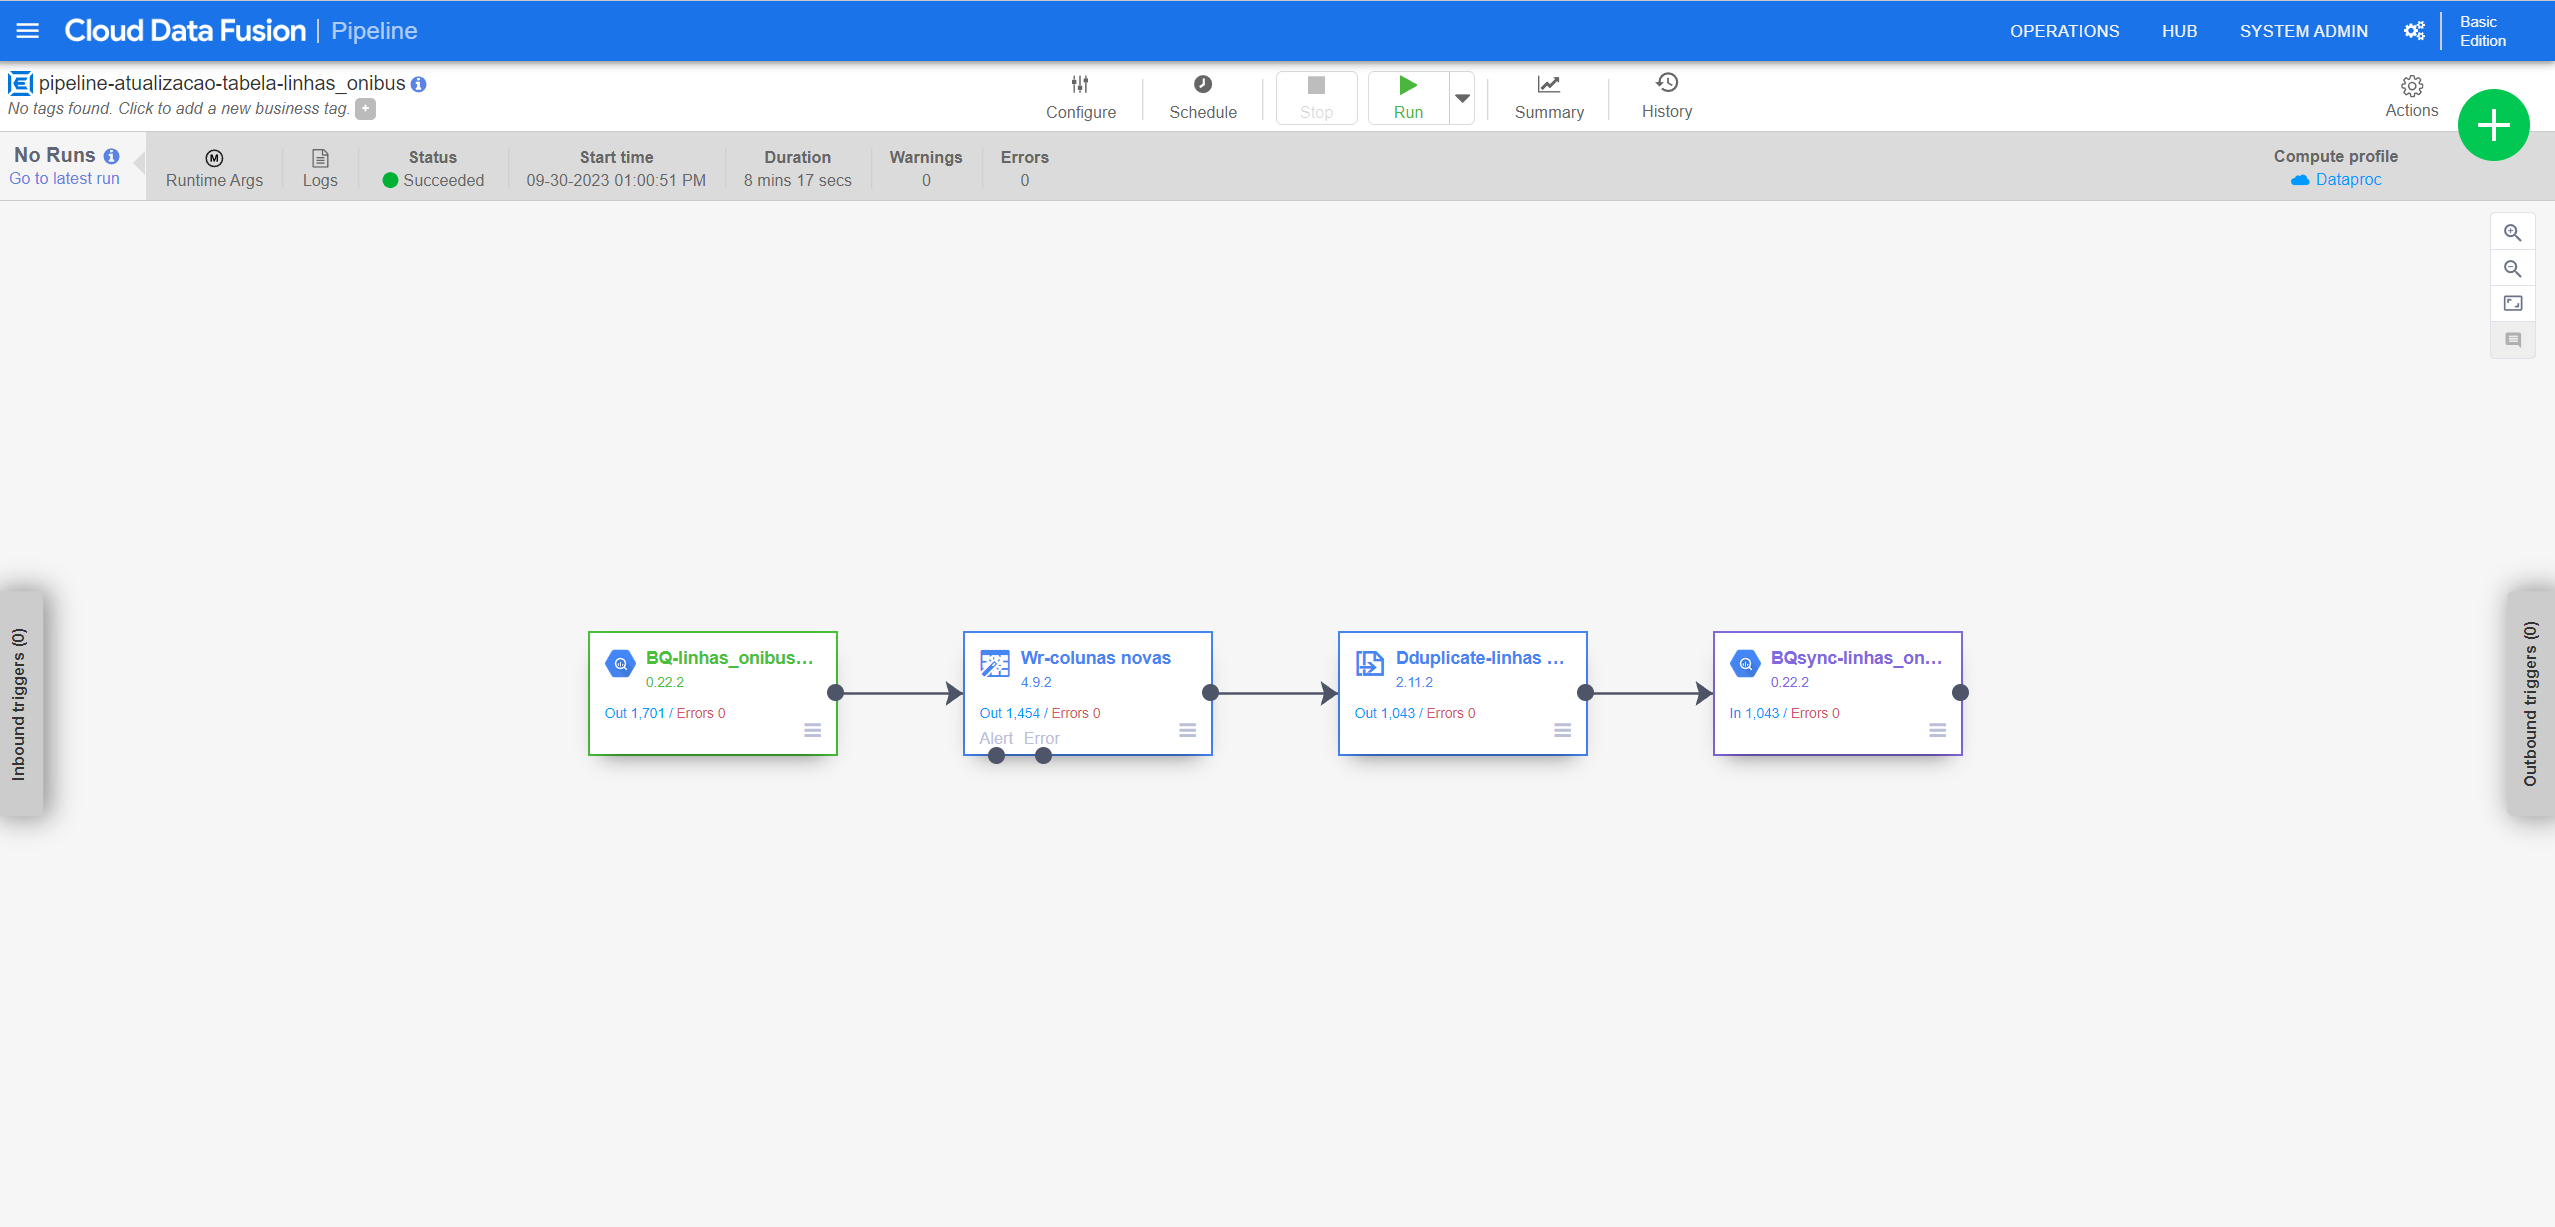 Cloud Data Fusion | Pipeline
OPERATIONS
HUB
SYSTEM ADMIN
Basic
Edition
pipeline-atualizacao-tabela-linhas_onibus
No tags found. Click to add a new business tag.
Configure
Schedule
Stop
Run
Summary
History
Actions
No Runs
Go to latest run
Runtime Args
Logs
Status
Succeeded
Start time
09-30-2023 01:00:51 PM
Duration
8 mins 17 secs
Warnings
0
Errors
0
Compute profile
Dataproc
Inbound triggers (0)
BQ-linhas_onibus...
0.22.2
Out 1,701 / Errors 0
Wr-colunas novas
4.9.2
Out 1,454 / Errors 0
Alert Error
Dduplicate-linhas ...
2.11.2
Out 1,043 / Errors 0
BQsync-linhas_on...
0.22.2
In 1,043 / Errors 0
Outbound triggers (0)